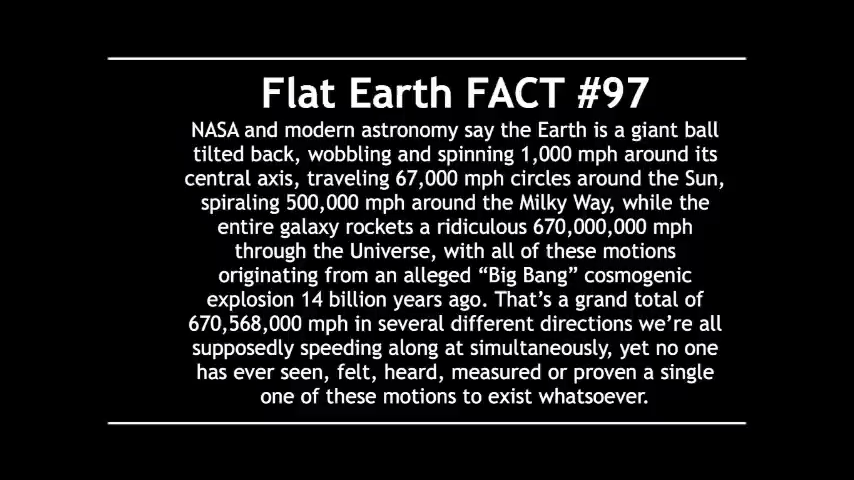 Flat Earth FACT #97
NASA and modern astronomy say the Earth is a giant ball
tilted back, wobbling and spinning 1,000 mph around its
central axis, traveling 67,000 mph circles around the Sun,
spiraling 500,000 mph around the Milky Way, while the
entire galaxy rockets a ridiculous 670,000,000 mph
through the Universe, with all of these motions
originating from an alleged “Big Bang” cosmogenic
explosion 14 billion years ago. That’s a grand total of
670,568,000 mph in several different directions we’re all
supposedly speeding along at simultaneously, yet no one
has ever seen, felt, heard, measured or proven a single
one of these motions to exist whatsoever.